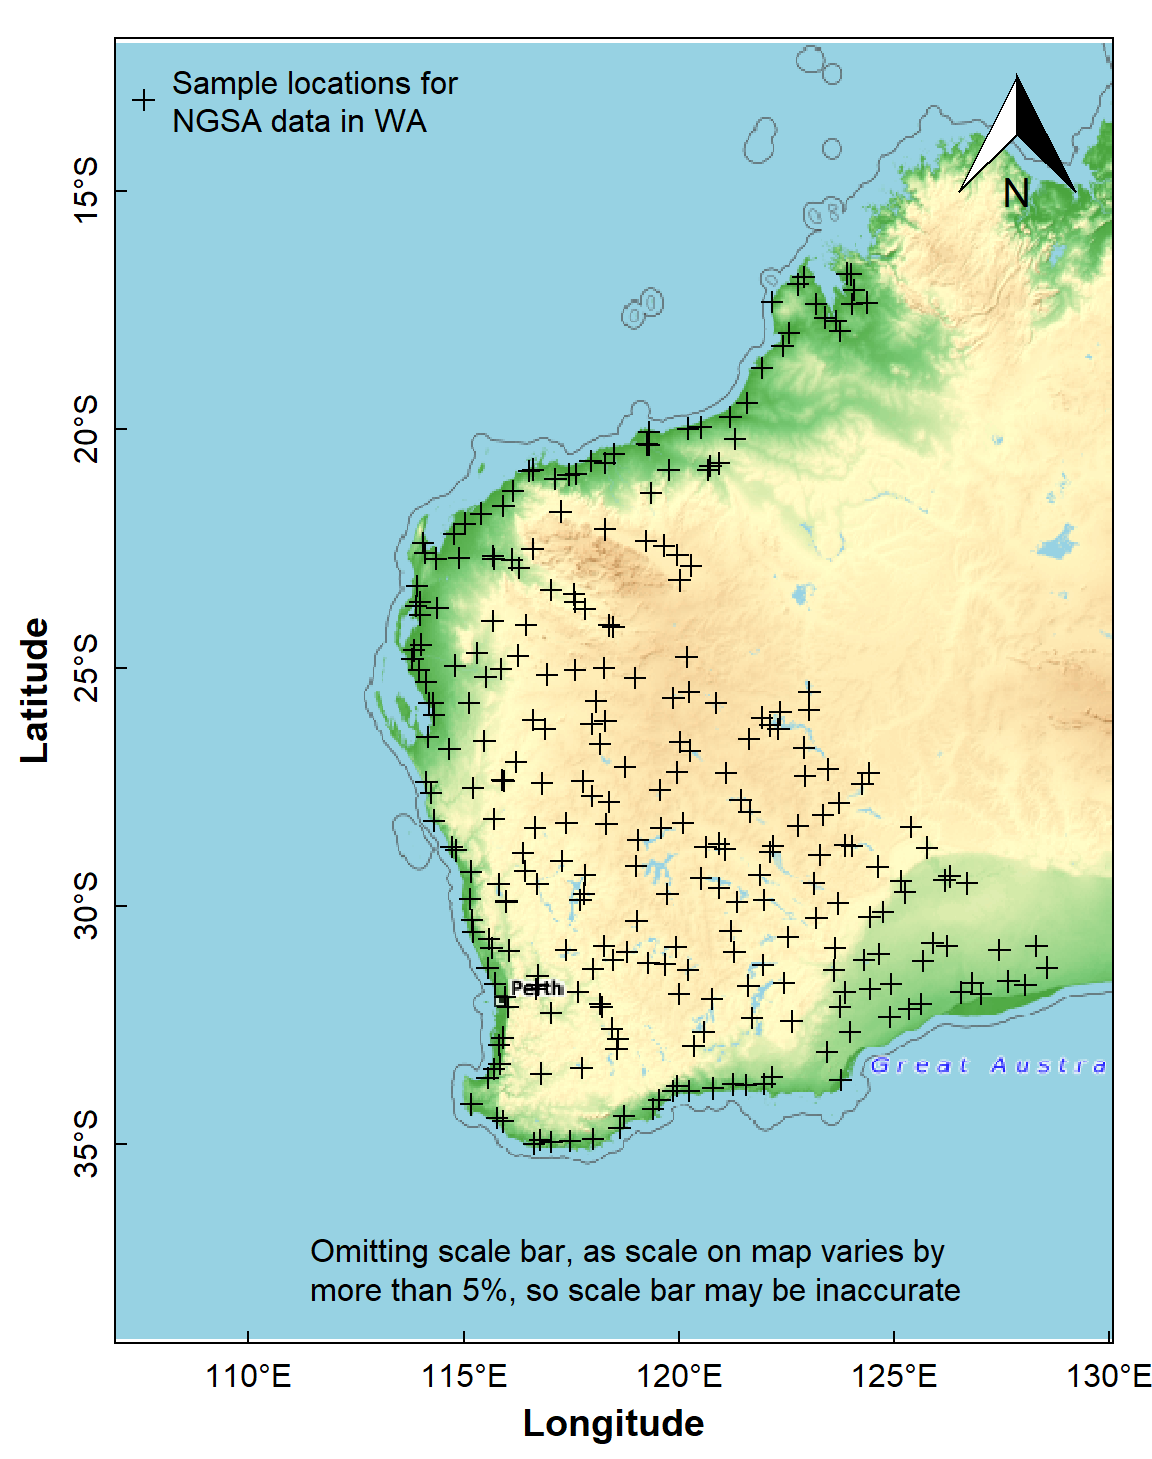 Sample locations for
NGSA data in WA
N
15°S
20°S
25°S
30°S
35°S
Latitude
Perth
Great Austra
Omitting scale bar, as scale on map varies by
more than 5%, so scale bar may be inaccurate
110°E 115°E 120°E 125°E 130°E
Longitude